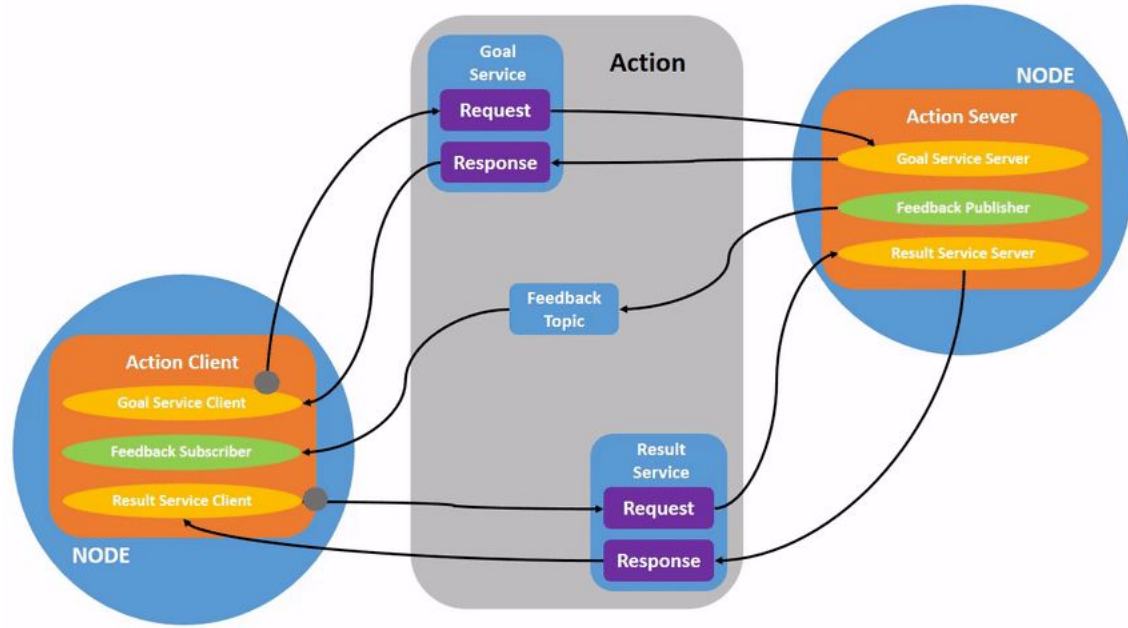 Goal
Service
Request
Response
Action
NODE
Action Sever
Goal Service Server
Feedback Publisher
Result Service Server
Feedback
Topic
Action Client
Goal Service Client
Feedback Subscriber
Result Service Client
NODE
Result
Service
Request
Response